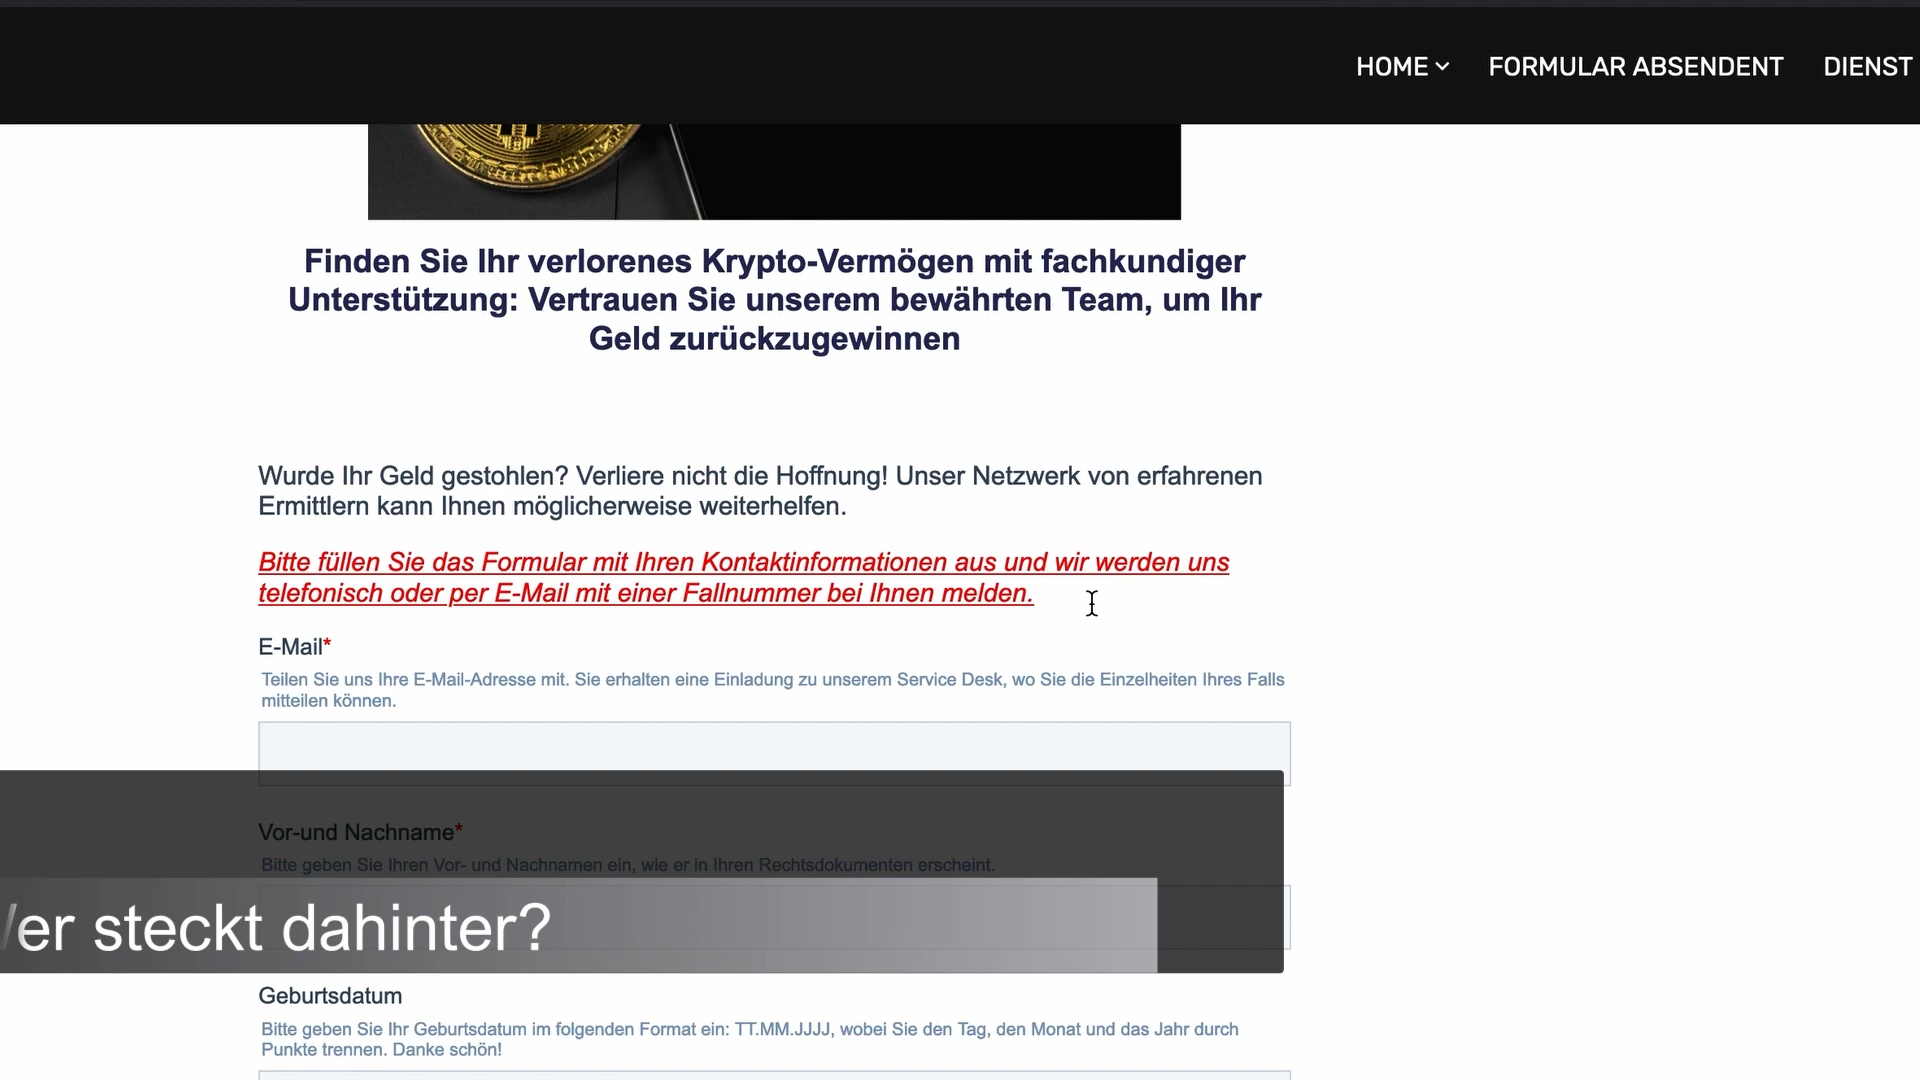 HOME FORMULAR ABSENDENT DIENST
Finden Sie Ihr verlorenes Krypto-Vermögen mit fachkundiger
Unterstützung: Vertrauen Sie unserem bewährten Team, um Ihr
Geld zurückzugewinnen
Wurde Ihr Geld gestohlen? Verliere nicht die Hoffnung! Unser Netzwerk von erfahrenen
Ermittlern kann Ihnen möglicherweise weiterhelfen.
Bitte füllen Sie das Formular mit Ihren Kontaktinformationen aus und wir werden uns
telefonisch oder per E-Mail mit einer Fallnummer bei Ihnen melden.
E-Mail*
Teilen Sie uns Ihre E-Mail-Adresse mit. Sie erhalten eine Einladung zu unserem Service Desk, wo Sie die Einzelheiten Ihres Falls
mitteilen können.
Vor-und Nachname*
Bitte geben Sie Ihren Vor- und Nachnamen ein, wie er in Ihren Rechtsdokumenten erscheint.
er steckt dahinter?
Geburtsdatum
Bitte geben Sie Ihr Geburtsdatum im folgenden Format ein: TT.MM.JJJJ, wobei Sie den Tag, den Monat und das Jahr durch
Punkte trennen. Danke schön!